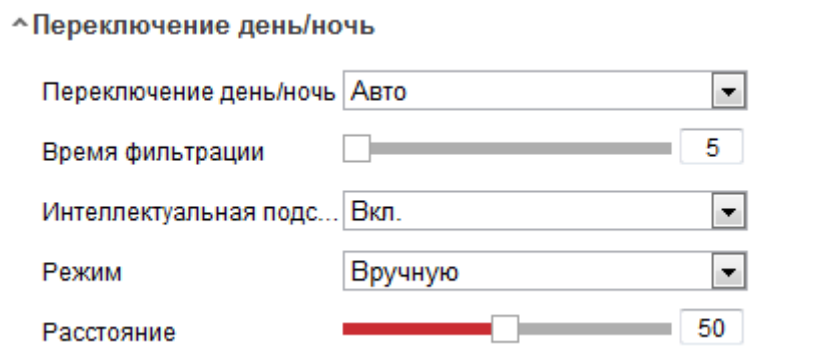 Переключение день/ночь
Переключение день/ночь Авто
Время фильтрации 5
Интеллектуальная подс... Вкл.
Режим Вручную
Расстояние 50